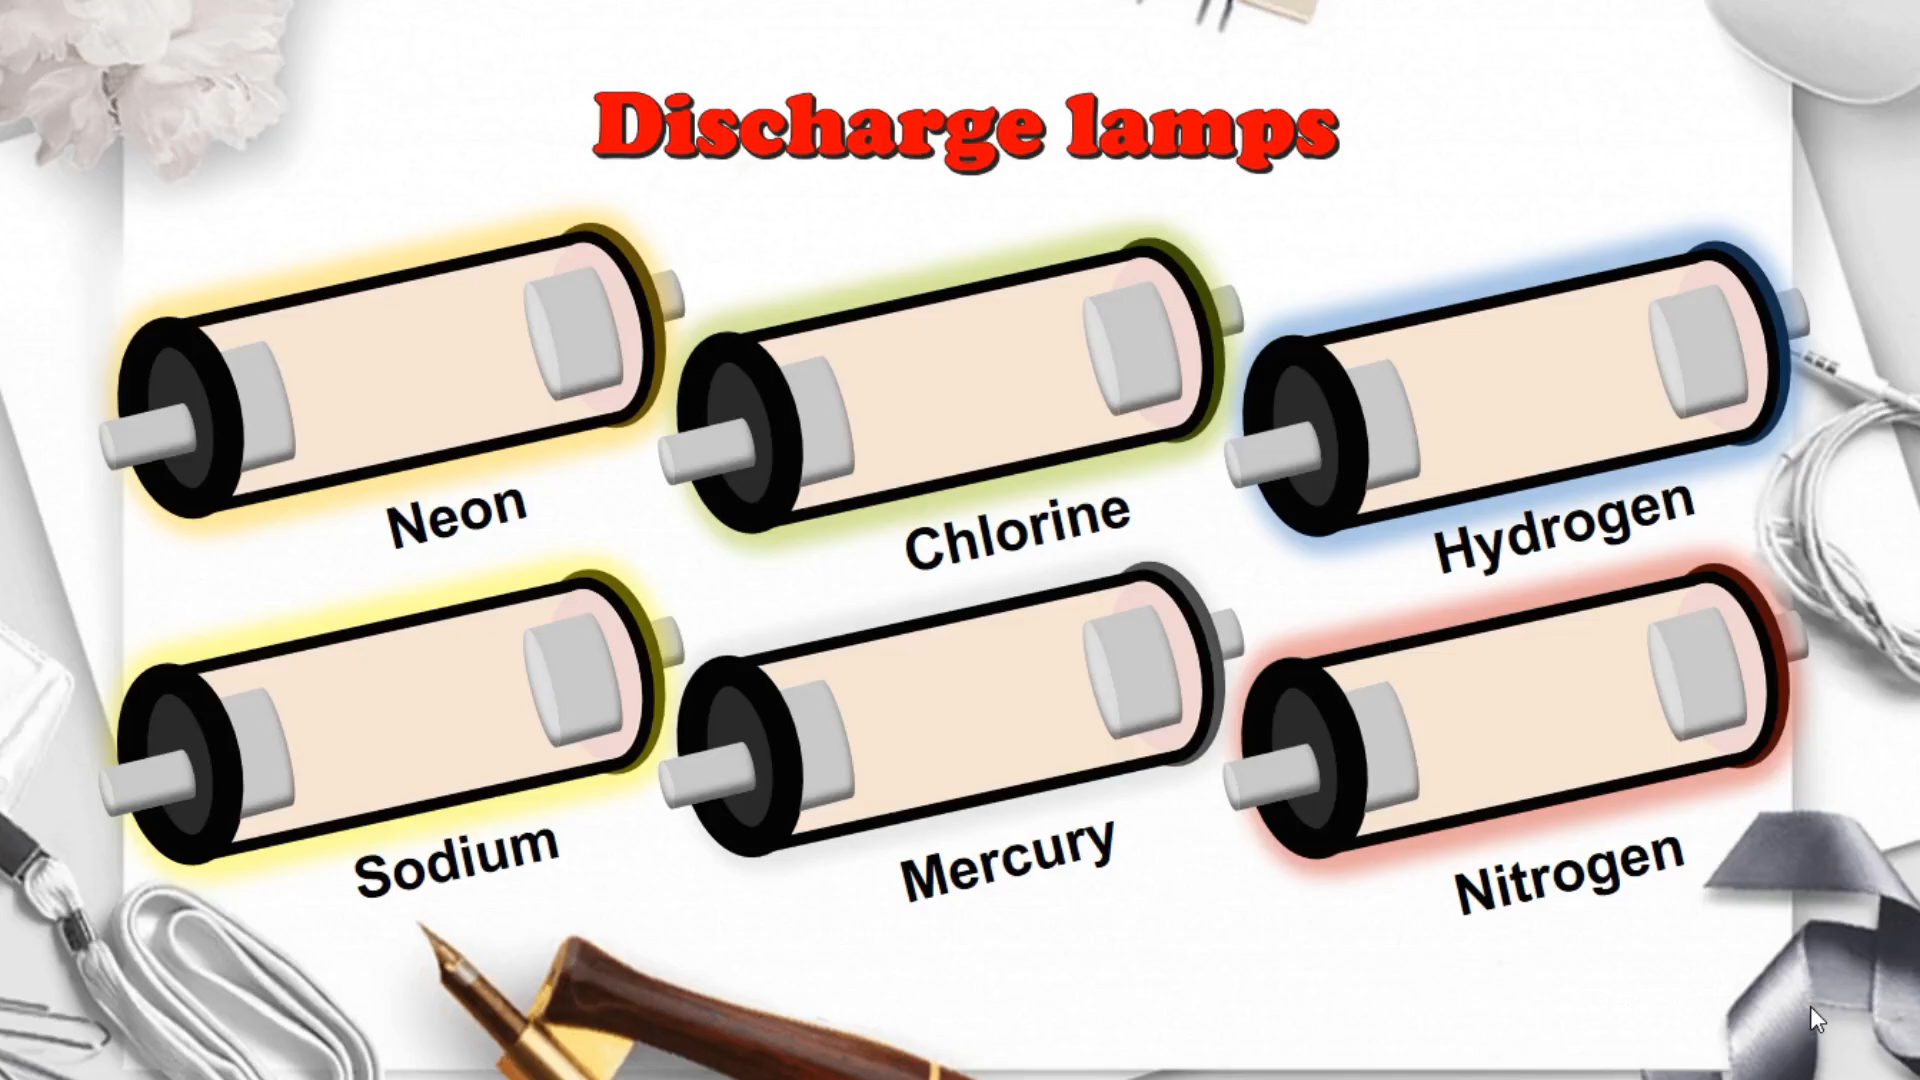 Discharge lamps
Neon
Chlorine
Hydrogen
Sodium
Mercury
Nitrogen